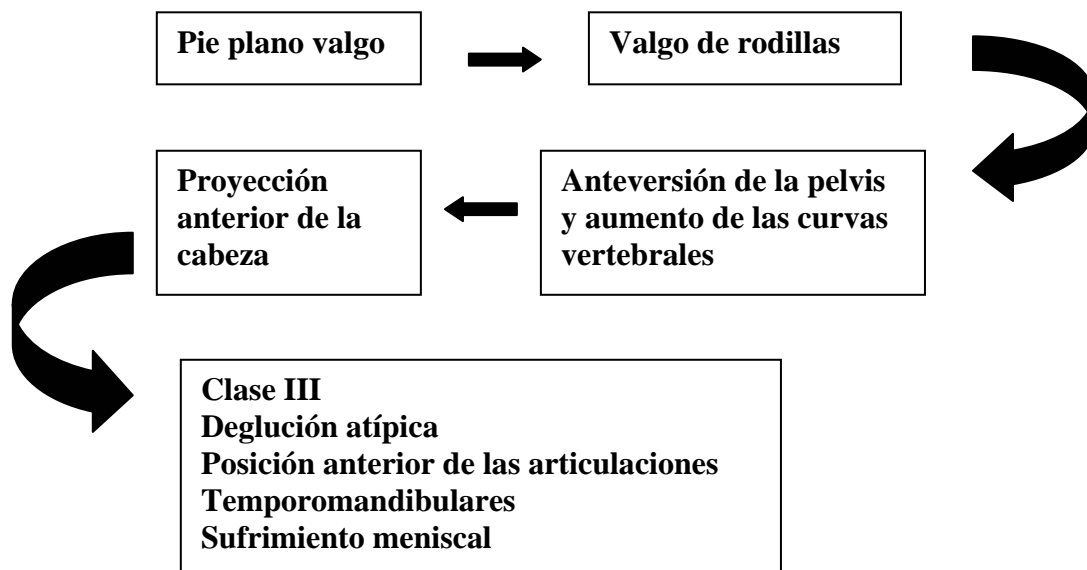 Pie plano valgo
Valgo de rodillas
Anteversión de la pelvis
y aumento de las curvas
vertebrales
Proyección
anterior de la
cabeza
Clase III
Deglución atípica
Posición anterior de las articulaciones
Temporomandibulares
Sufrimiento meniscal